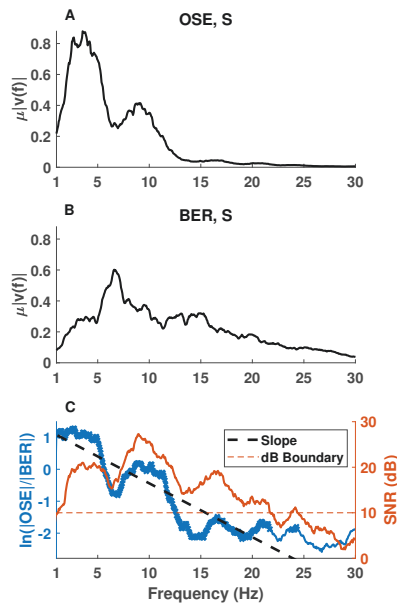 A
OSE, S
0.8
0.6
0.4
0.2
0
μ|v(f)|
1 5 10 15 20 25 30
B
BER, S
0.8
0.6
0.4
0.2
0
μ|v(f)|
1 5 10 15 20 25 30
C
1
0
-1
-2
ln(|OSE|/|BER|)
Slope
dB Boundary
30
20
10
0
SNR (dB)
1 5 10 15 20 25 30
Frequency (Hz)